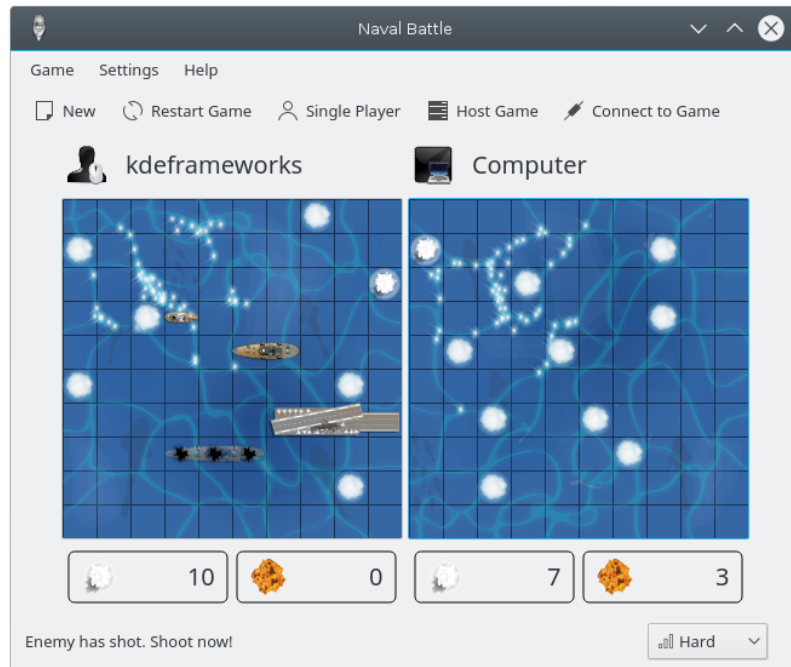 Naval Battle
Game Settings Help
New Restart Game Single Player Host Game Connect to Game
kdeframeworks Computer
10 0 7 3
Enemy has shot. Shoot now! Hard